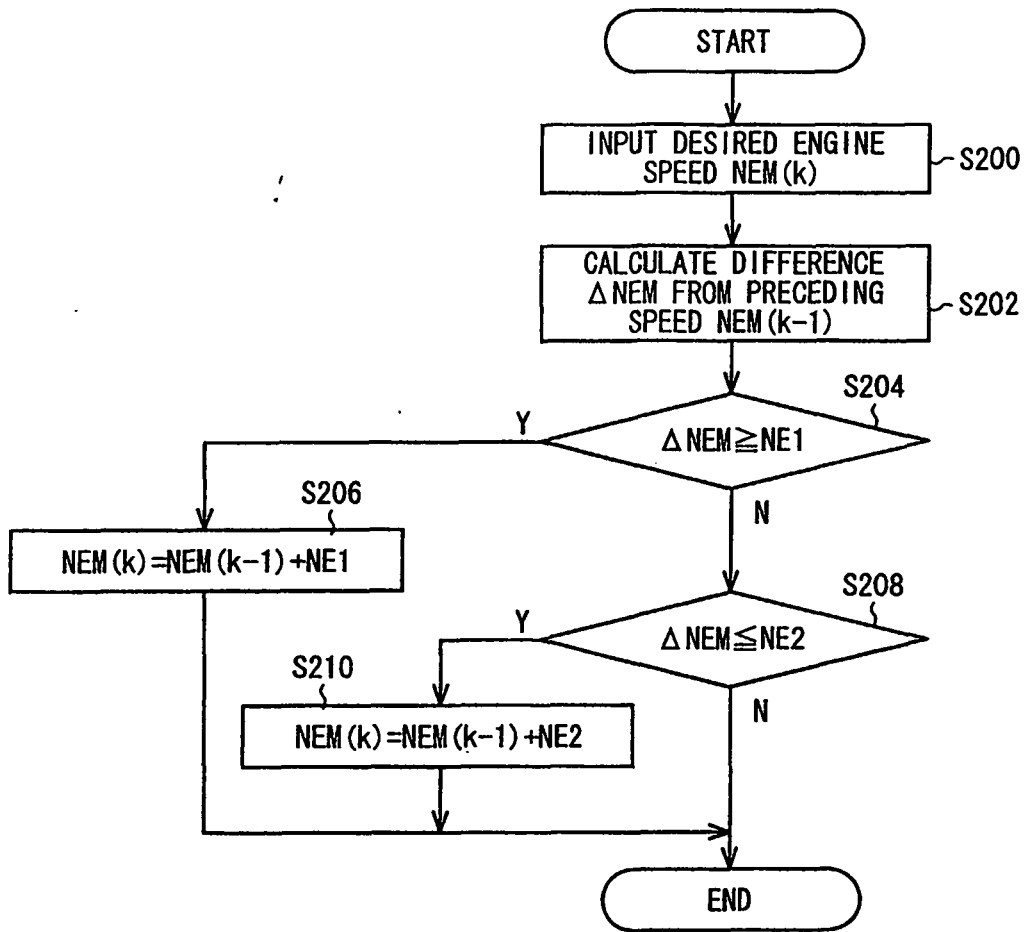 START
INPUT DESIRED ENGINE
SPEED NEM(k)
S200
CALCULATE DIFFERENCE
ΔNEM FROM PRECEDING
SPEED NEM(k-1)
S202
S204
ΔNEM≧NE1
Y
N
S206
NEM(k)=NEM(k-1)+NE1
S208
ΔNEM≦NE2
Y
N
S210
NEM(k)=NEM(k-1)+NE2
END